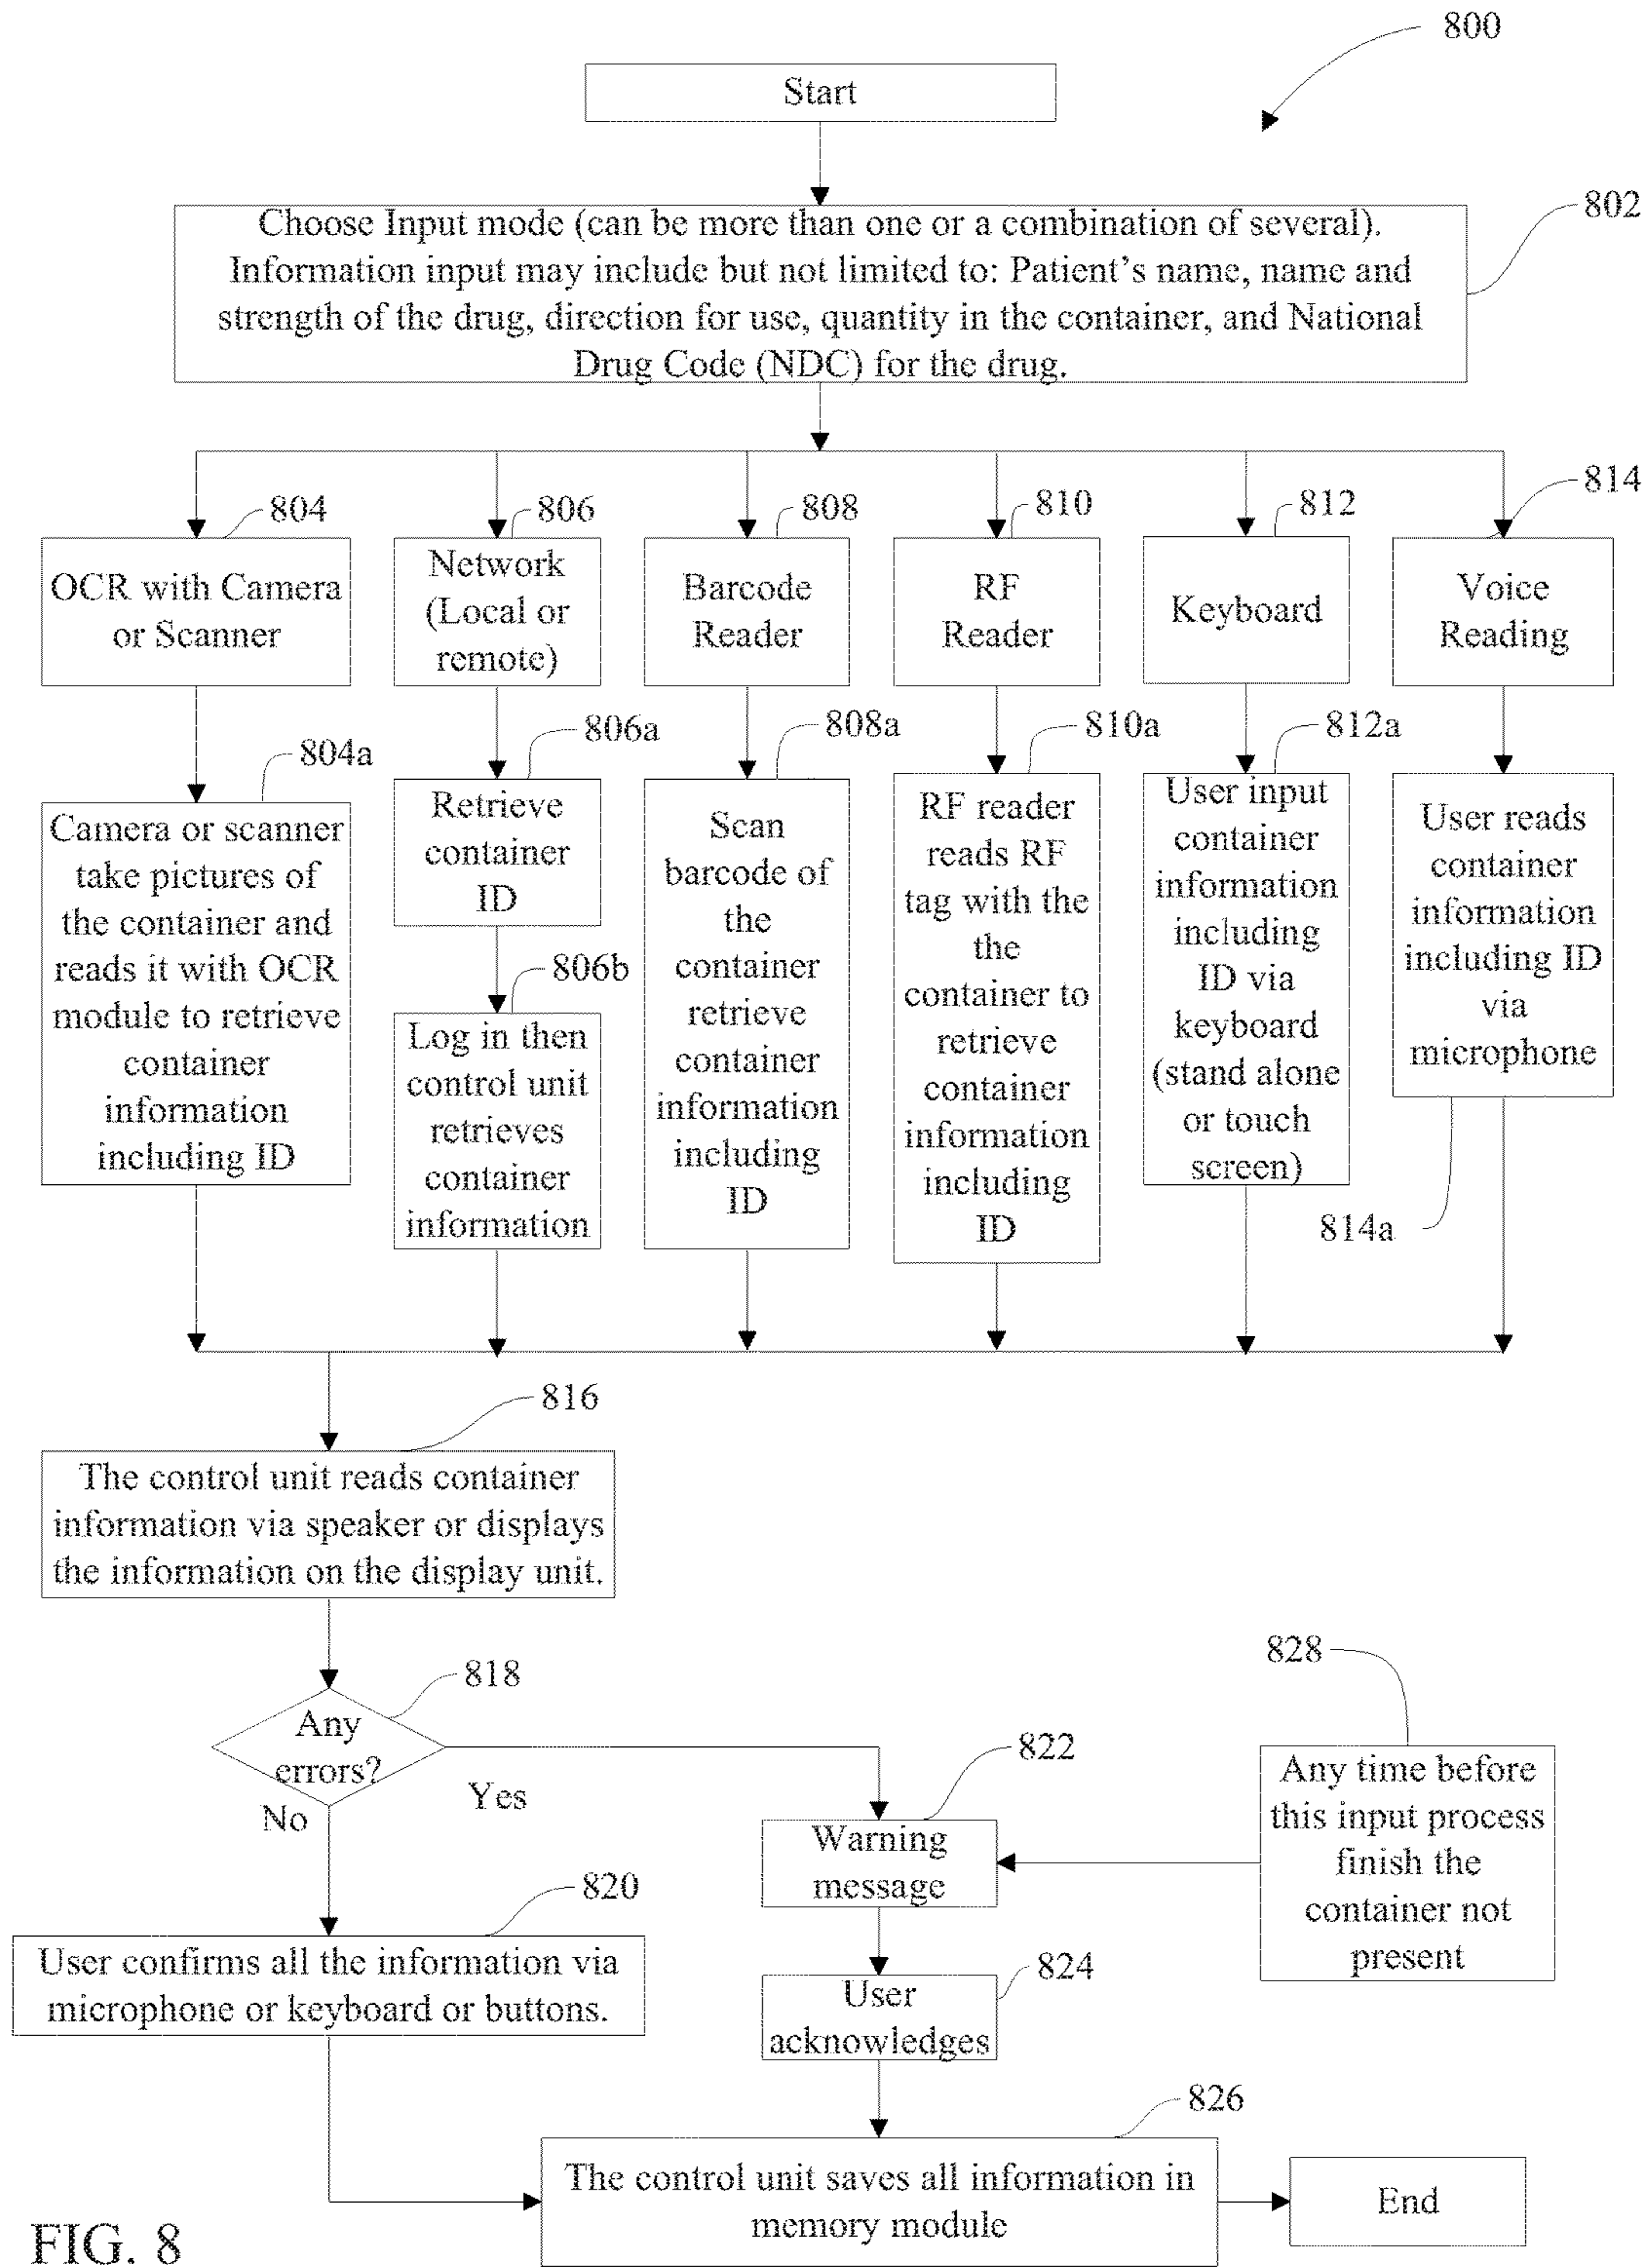 800
Start
802
Choose Input mode (can be more than one or a combination of several).
Information input may include but not limited to: Patient's name, name and
strength of the drug, direction for use, quantity in the container, and National
Drug Code (NDC) for the drug.
804
OCR with Camera
or Scanner
806
Network
(Local or
remote)
808
Barcode
Reader
810
RF
Reader
812
Keyboard
814
Voice
Reading
804a
Camera or scanner
take pictures of
the container and
reads it with OCR
module to retrieve
container
information
including ID
806a
Retrieve
container
ID
806b
Log in then
control unit
retrieves
container
information
808a
Scan
barcode of
the
container
retrieve
container
information
including
ID
810a
RF reader
reads RF
tag with the
the
container to
retrieve
container
information
including
ID
812a
User input
container
information
including
ID via
keyboard
(stand alone
or touch
screen)
User reads
container
information
including ID
via
microphone
814a
816
The control unit reads container
information via speaker or displays
the information on the display unit.
818
Any
errors?
Yes
No
822
Warning
message
828
Any time before
this input process
finish the
container not
present
820
User confirms all the information via
microphone or keyboard or buttons.
824
User
acknowledges
826
The control unit saves all information in
memory module
End
FIG. 8